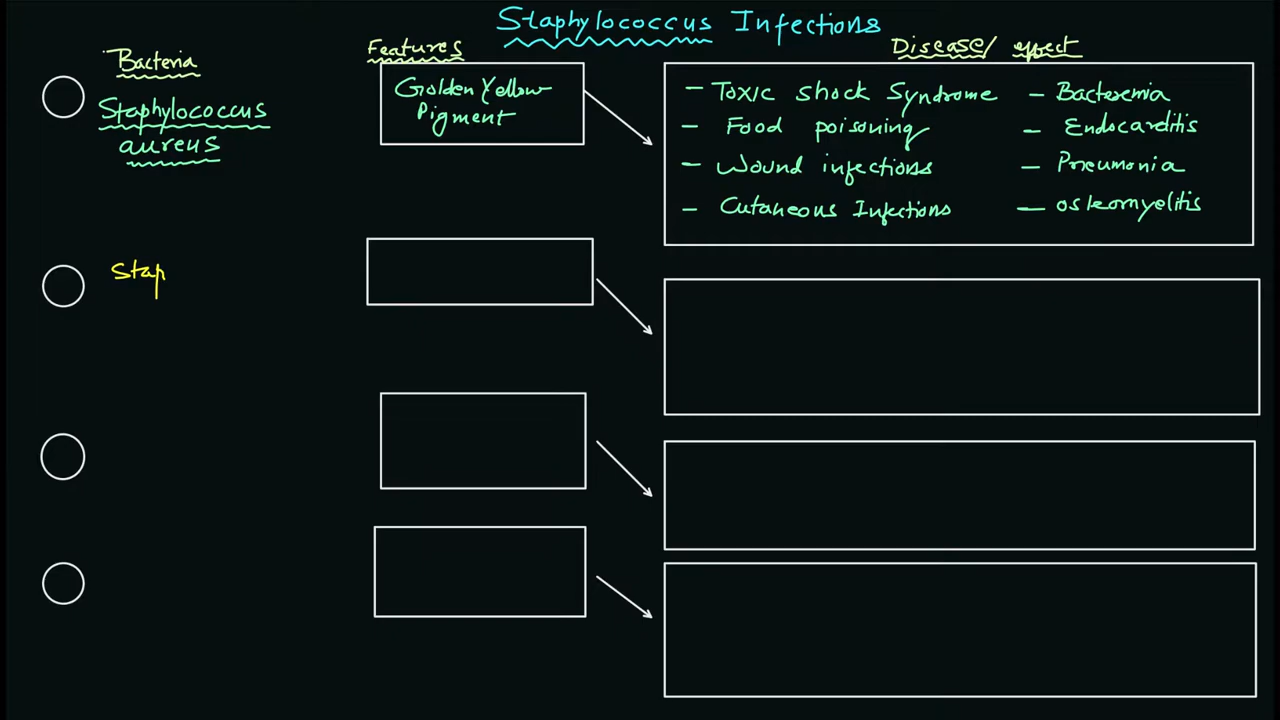 Staphylococcus Infections
Bacteria
Features
Disease/ effect
Staphylococcus
aureus
Golden Yellow
Pigment
- Toxic shock Syndrome
- Food poisoning
- Wound infections
- Cutaneous Infections
- Bacteremia
- Endocarditis
- Pneumonia
- osteomyelitis
Stap